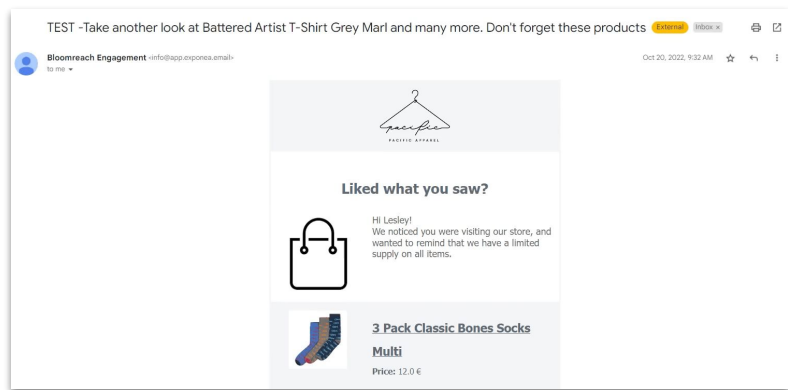 TEST -Take another look at Battered Artist T-Shirt Grey Marl and many more. Don't forget these products External Inbox ×
Bloomreach Engagement <info@app.exponea.email>
Oct 20, 2022, 9:32 AM
to me
pacific
PACIFIC APPAREL
Liked what you saw?
Hi Lesley!
We noticed you were visiting our store, and
wanted to remind that we have a limited
supply on all items.
3 Pack Classic Bones Socks
Multi
Price: 12.0 €